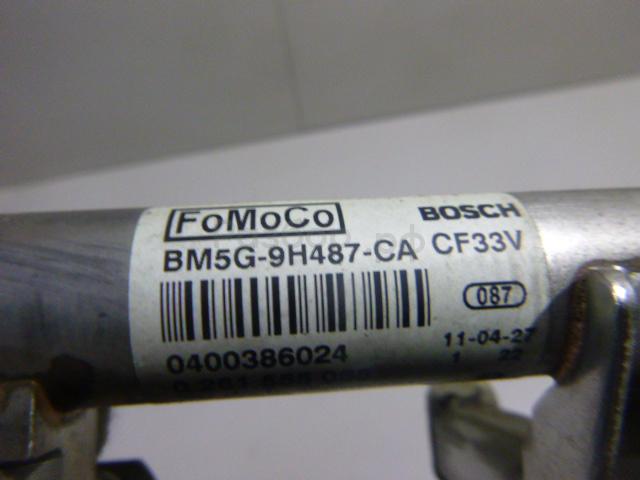 FoMoCo BOSCH
BM5G-9H487-CA CF33V
087
11-04-27
0400386024 1 22